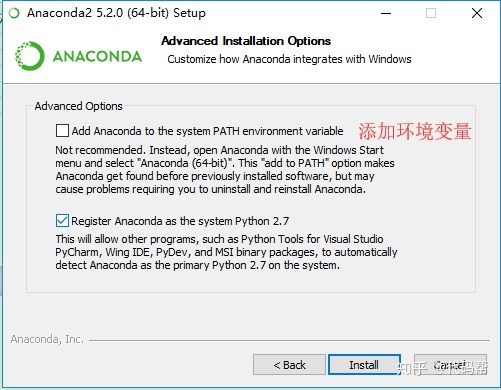 Anaconda2 5.2.0 (64-bit) Setup
Advanced Installation Options
Customize how Anaconda integrates with Windows
ANACONDA
Advanced Options
Add Anaconda to the system PATH environment variable
添加环境变量
Not recommended. Instead, open Anaconda with the Windows Start
menu and select "Anaconda (64-bit)". This "add to PATH" option makes
Anaconda get found before previously installed software, but may
cause problems requiring you to uninstall and reinstall Anaconda.
Register Anaconda as the system Python 2.7
This will allow other programs, such as Python Tools for Visual Studio
PyCharm, Wing IDE, PyDev, and MSI binary packages, to automatically
detect Anaconda as the primary Python 2.7 on the system.
Anaconda, Inc.
< Back
Install
Cancel
知乎 @代码帮